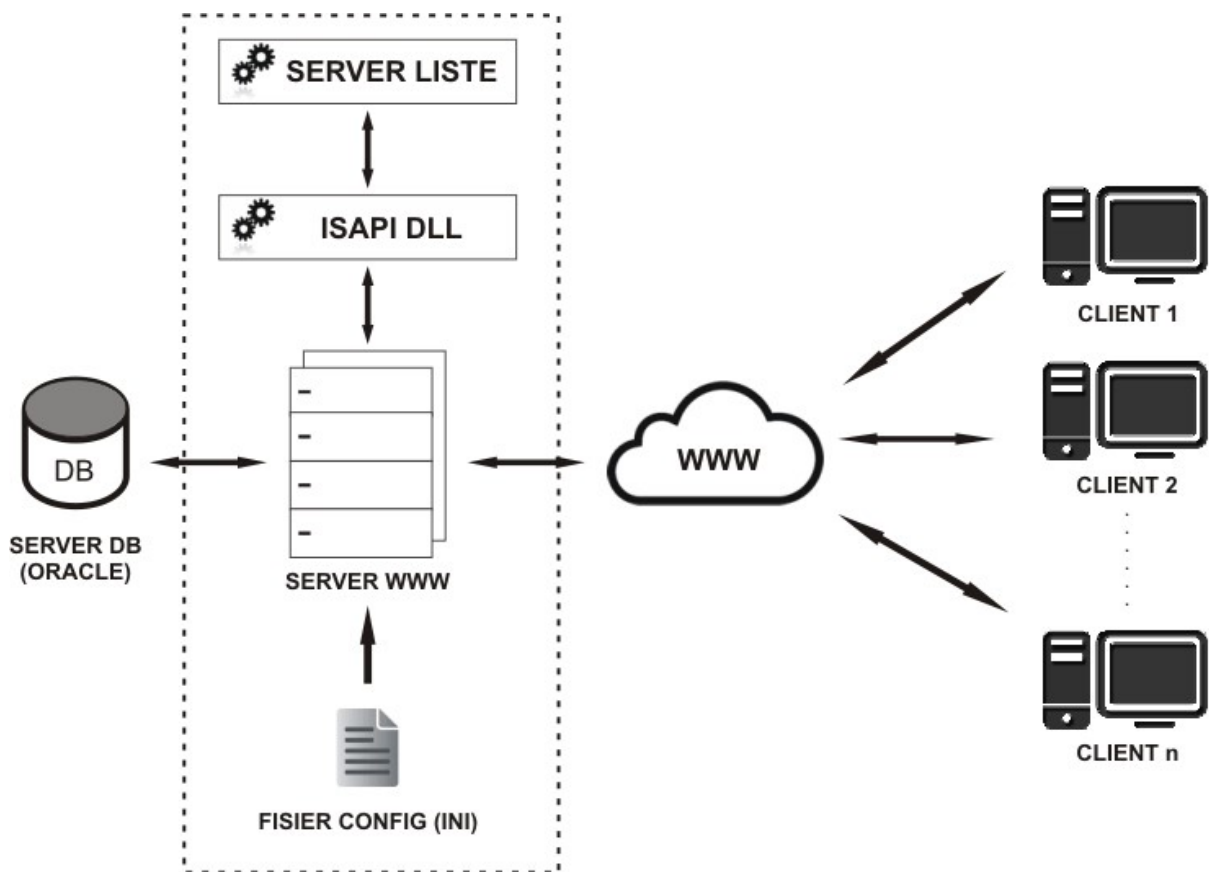 SERVER LISTE
ISAPI DLL
DB
SERVER DB
(ORACLE)
SERVER WWW
FISIER CONFIG (INI)
WWW
CLIENT 1
CLIENT 2
CLIENT n